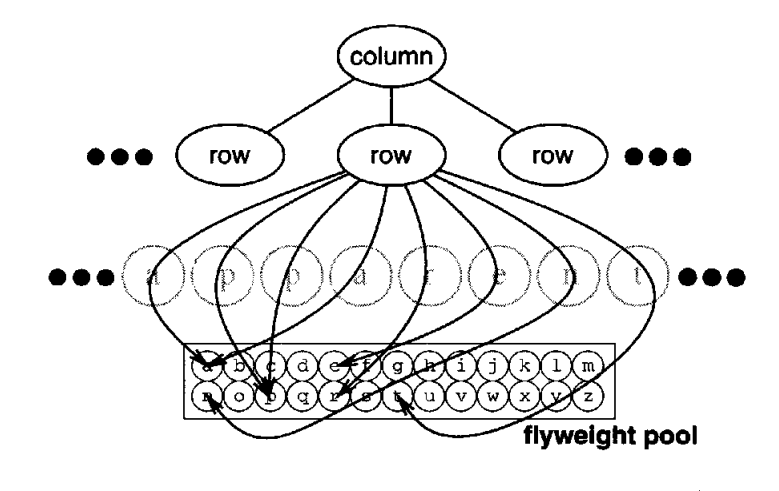 column
row row row
a p p a r e n t
a b c d e f g h i j k l m
n o p q r s t u v w x y z
flyweight pool